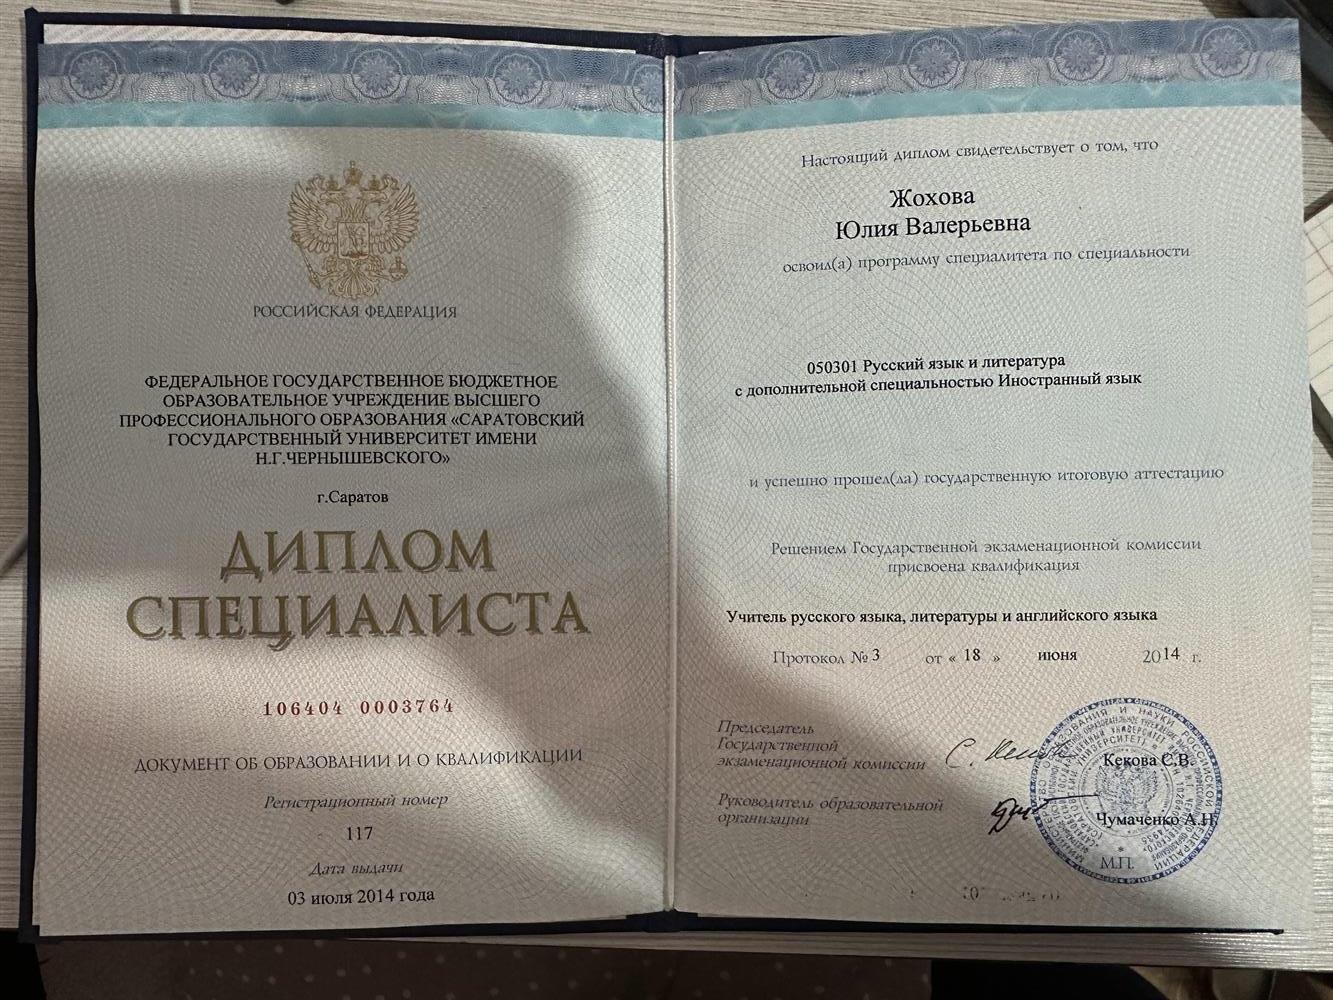 РОССИЙСКАЯ ФЕДЕРАЦИЯ
ФЕДЕРАЛЬНОЕ ГОСУДАРСТВЕННОЕ БЮДЖЕТНОЕ
ОБРАЗОВАТЕЛЬНОЕ УЧРЕЖДЕНИЕ ВЫСШЕГО
ПРОФЕССИОНАЛЬНОГО ОБРАЗОВАНИЯ «САРАТОВСКИЙ
ГОСУДАРСТВЕННЫЙ УНИВЕРСИТЕТ ИМЕНИ
Н.Г.ЧЕРНЫШЕВСКОГО»
г.Саратов
ДИПЛОМ
СПЕЦИАЛИСТА
106404 0003764
ДОКУМЕНТ ОБ ОБРАЗОВАНИИ И О КВАЛИФИКАЦИИ
Регистрационный номер
117
Дата выдачи
03 июля 2014 года
Настоящий диплом свидетельствует о том, что
Жохова
Юлия Валерьевна
освоил(а) программу специалитета по специальности
050301 Русский язык и литература
с дополнительной специальностью Иностранный язык
и успешно прошел(ла) государственную итоговую аттестацию
Решением Государственной экзаменационной комиссии
присвоена квалификация
Учитель русского языка, литературы и английского языка
Протокол № 3 от « 18 » июня 2014 г.
Председатель
Государственной
экзаменационной комиссии
Кекова С.В.
Руководитель образовательной
организации
Чумаченко А.Н.
М.П.